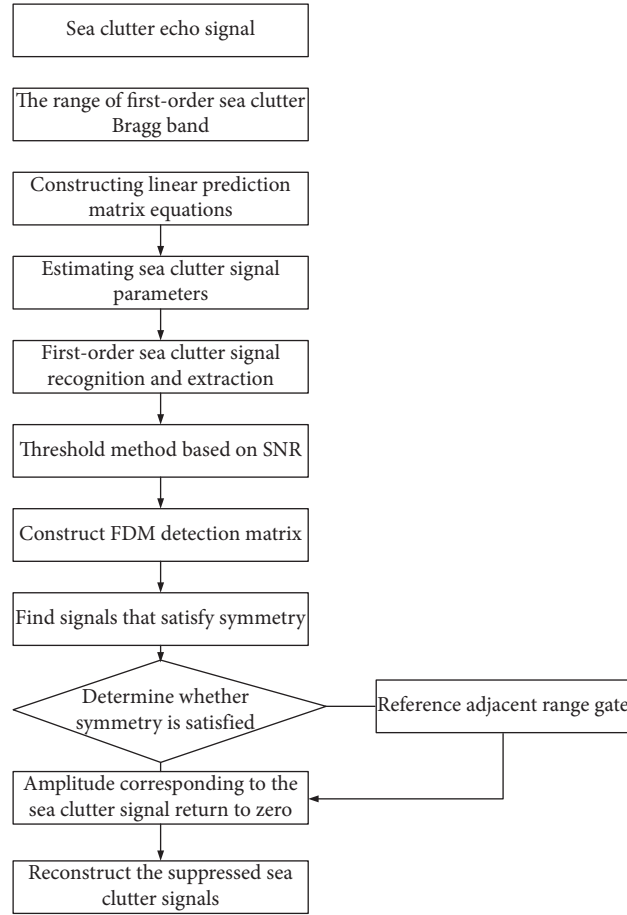 Sea clutter echo signal
The range of first-order sea clutter
Bragg band
Constructing linear prediction
matrix equations
Estimating sea clutter signal
parameters
First-order sea clutter signal
recognition and extraction
Threshold method based on SNR
Construct FDM detection matrix
Find signals that satisfy symmetry
Determine whether
symmetry is satisfied
Reference adjacent range gate
Amplitude corresponding to the
sea clutter signal return to zero
Reconstruct the suppressed sea
clutter signals